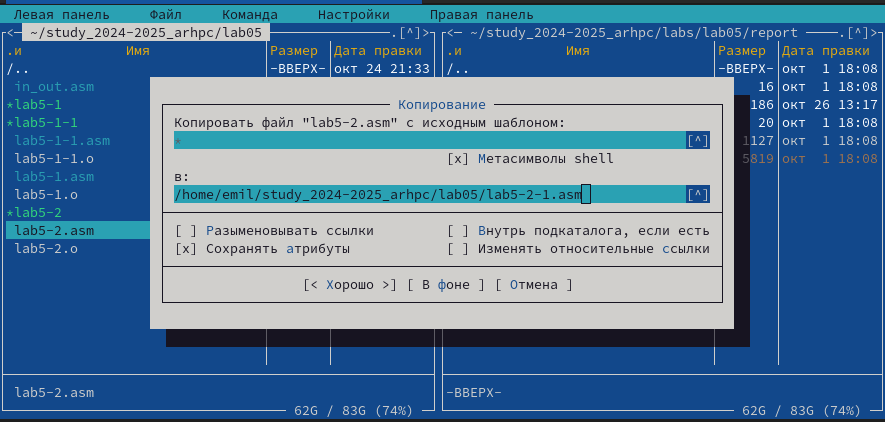 Левая панель Файл Команда Настройки Правая панель
<─ ~/study_2024-2025_arhpc/lab05 .[^]> <─ ~/study_2024-2025_arhpc/labs/lab05/report .[^]>
.и Имя Размер Дата правки .и Имя Размер Дата правки
/.. -ВВЕРХ- окт 24 21:33 /.. -ВВЕРХ- окт 1 18:08
in_out.asm 16 окт 1 18:08
*lab5-1 Копирование 186 окт 26 13:17
*lab5-1-1 Копировать файл "lab5-2.asm" с исходным шаблоном: 20 окт 1 18:08
lab5-1-1.asm * [^] 1127 окт 1 18:08
lab5-1-1.o [x] Метасимволы shell 5819 окт 1 18:08
lab5-1.asm в:
lab5-1.o /home/emil/study_2024-2025_arhpc/lab05/lab5-2-1.asm [^]
*lab5-2
lab5-2.asm [ ] Разыменовывать ссылки [ ] Внутрь подкаталога, если есть
lab5-2.o [x] Сохранять атрибуты [ ] Изменять относительные ссылки
[< Хорошо >] [ В фоне ] [ Отмена ]
lab5-2.asm -ВВЕРХ-
62G / 83G (74%) 62G / 83G (74%)